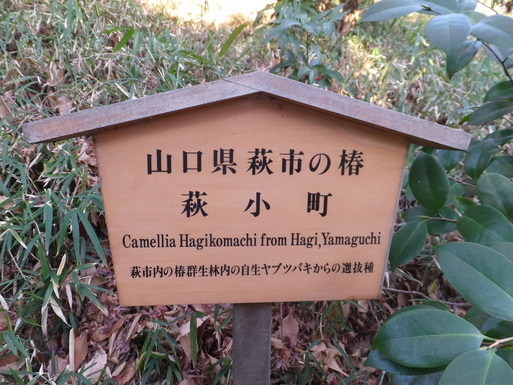 山口県萩市の椿
萩 小 町
Camellia Hagikomachi from Hagi,Yamaguchi
萩市内の椿群生林内の自生ヤブツバキからの選抜種